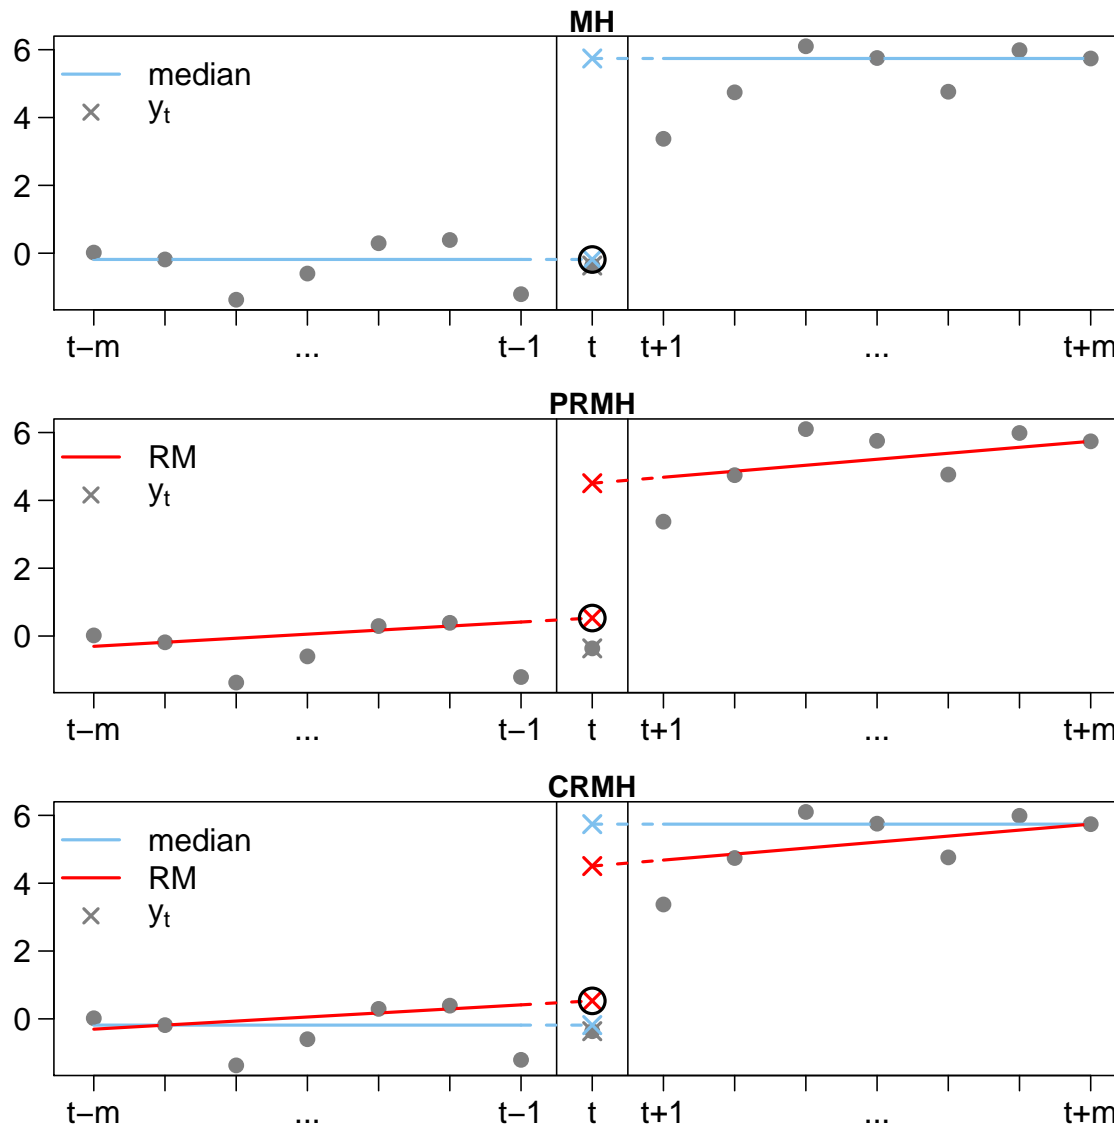 MH
6
4
2
0
median
yₜ
t−m ... t−1 t t+1 ... t+m
PRMH
6
4
2
0
RM
yₜ
t−m ... t−1 t t+1 ... t+m
CRMH
6
4
2
0
median
RM
yₜ
t−m ... t−1 t t+1 ... t+m